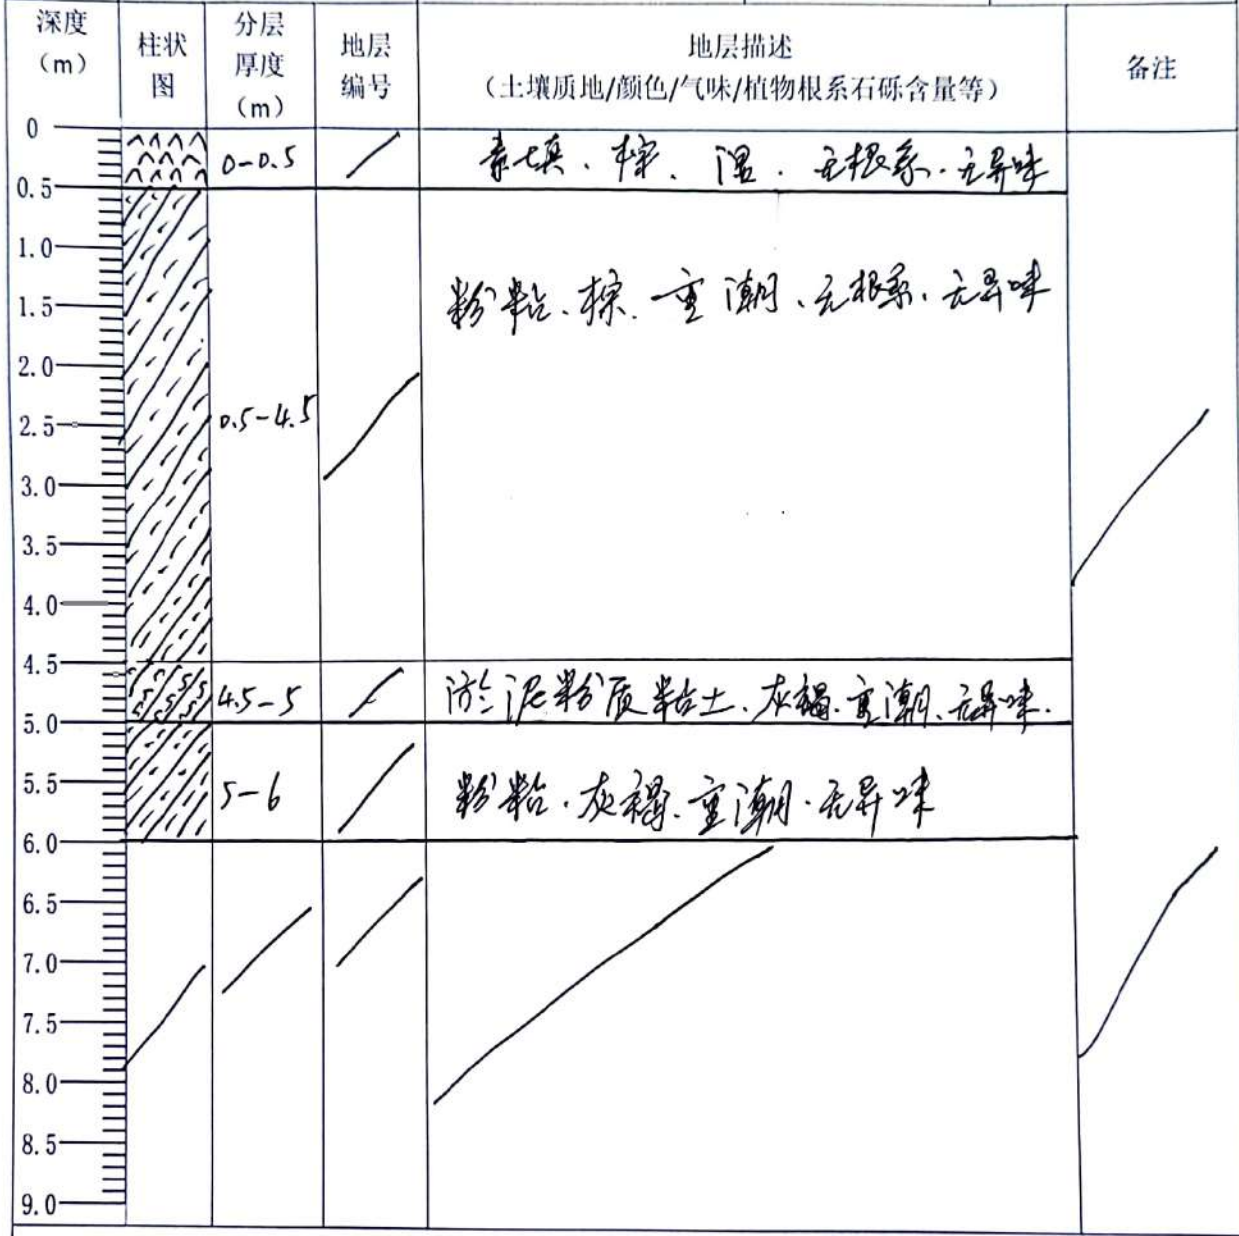 深度
（m）
柱状
图
分层
厚度
（m）
地层
编号
地层描述
（土壤质地/颜色/气味/植物根系石砾含量等）
备注
0
0-0.5
素填、棕、湿、无根系、无异味
0.5
1.0
粉粘、棕、重潮、无根系、无异味
1.5
2.0
0.5-4.5
2.5
3.0
3.5
4.0
4.5
4.5-5
淤泥粉质粘土、灰褐、重潮、无异味.
5.0
5.5
5-6
粉粘、灰褐、重潮、无异味
6.0
6.5
7.0
7.5
8.0
8.5
9.0